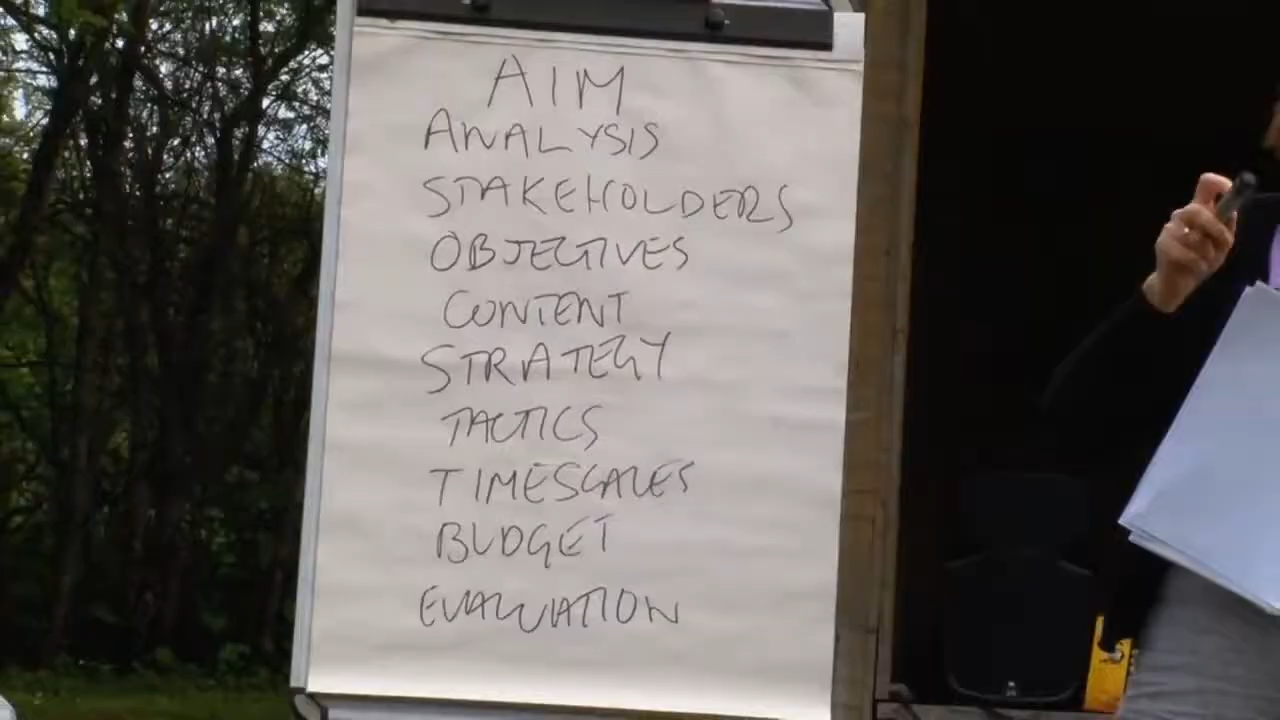 AIM
ANALYSIS
STAKEHOLDERS
OBJECTIVES
CONTENT
STRATEGY
TACTICS
TIMESCALES
BUDGET
EVALUATION